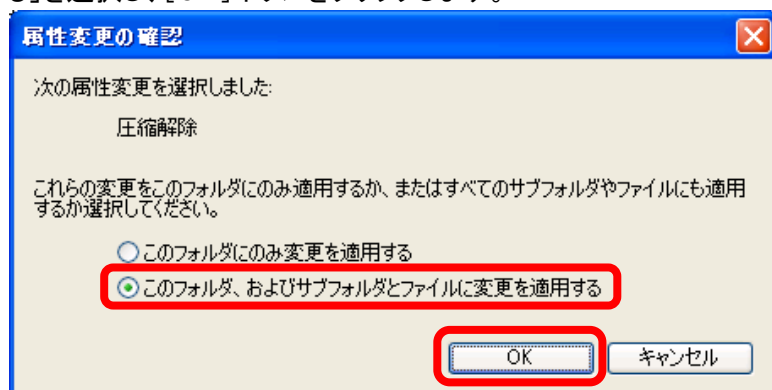 属性変更の確認
次の属性変更を選択しました:
圧縮解除
これらの変更をこのフォルダにのみ適用するか、またはすべてのサブフォルダやファイルにも適用
するか選択してください。
このフォルダにのみ変更を適用する
このフォルダ、およびサブフォルダとファイルに変更を適用する
OK キャンセル